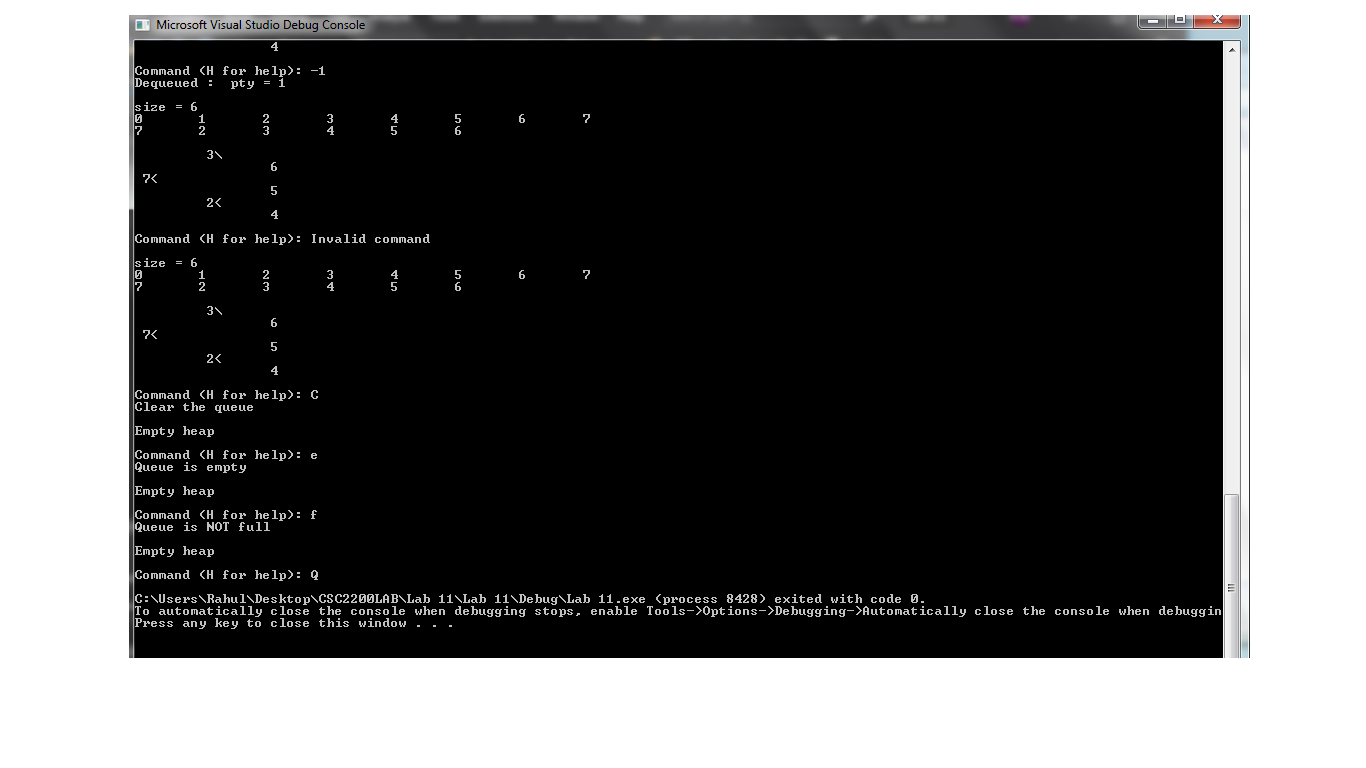 Microsoft Visual Studio Debug Console
4
Command (H for help): -1
Dequeued :  pty = 1
size = 6
0       1       2       3       4       5       6       7
7       2       3       4       5       6
         3\
                 6
 7<
                 5
         2<
                 4
Command (H for help): Invalid command
size = 6
0       1       2       3       4       5       6       7
7       2       3       4       5       6
         3\
                 6
 7<
                 5
         2<
                 4
Command (H for help): C
Clear the queue
Empty heap
Command (H for help): e
Queue is empty
Empty heap
Command (H for help): f
Queue is NOT full
Empty heap
Command (H for help): Q
C:\Users\Rahul\Desktop\CSC2200LAB\Lab 11\Lab 11\Debug\Lab 11.exe (process 8428) exited with code 0.
To automatically close the console when debugging stops, enable Tools->Options->Debugging->Automatically close the console when debuggin
Press any key to close this window . . .